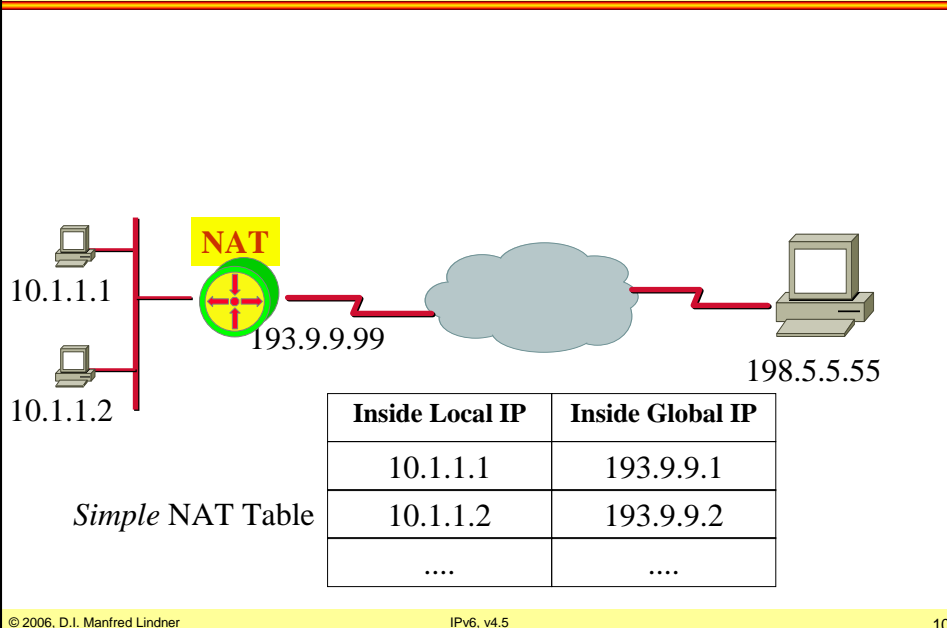 NAT
10.1.1.1
193.9.9.99
198.5.5.55
10.1.1.2
Inside Local IP Inside Global IP
10.1.1.1 193.9.9.1
Simple NAT Table 10.1.1.2 193.9.9.2
.... ....
© 2006, D.I. Manfred Lindner IPv6, v4.5 10